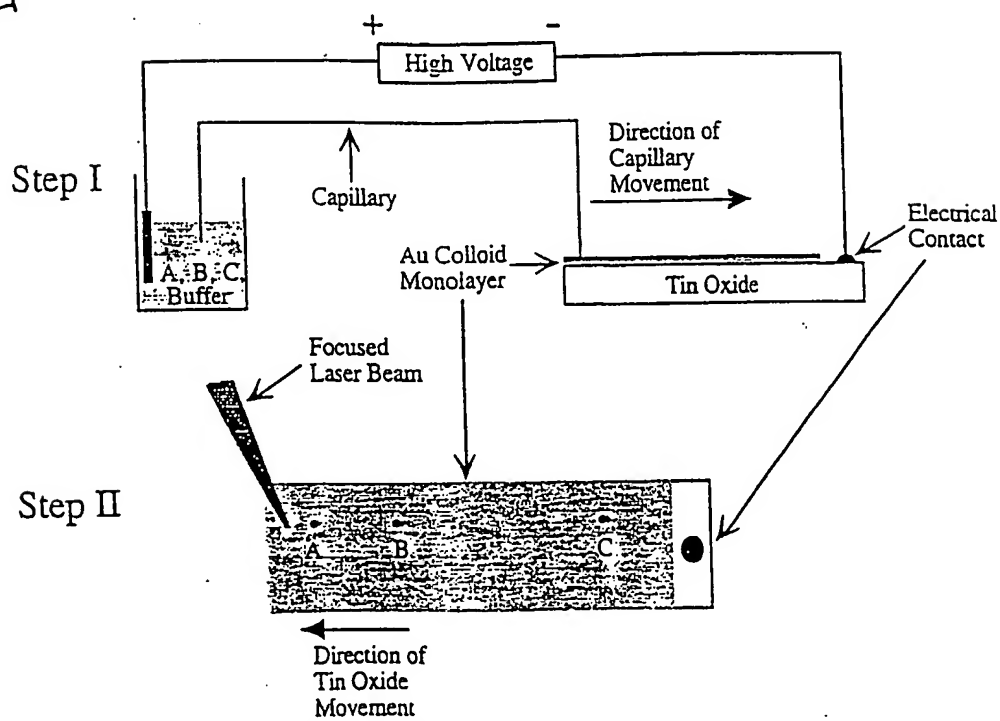 + -
High Voltage
Step I
Capillary
Direction of
Capillary
Movement
Electrical
Contact
A, B, C,
Buffer
Au Colloid
Monolayer
Tin Oxide
Focused
Laser Beam
Step II
A B C
Direction of
Tin Oxide
Movement